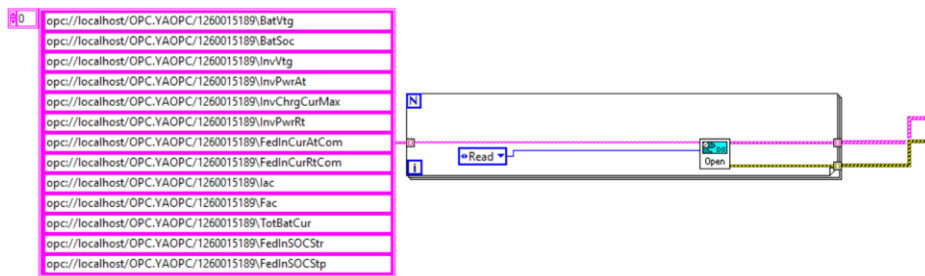 0
opc://localhost/OPC.YAOPC/1260015189\BatVtg
opc://localhost/OPC.YAOPC/1260015189\BatSoc
opc://localhost/OPC.YAOPC/1260015189\InvVtg
opc://localhost/OPC.YAOPC/1260015189\InvPwrAt
opc://localhost/OPC.YAOPC/1260015189\InvChrgCurMax
opc://localhost/OPC.YAOPC/1260015189\InvPwrRt
opc://localhost/OPC.YAOPC/1260015189\FedInCurAtCom
opc://localhost/OPC.YAOPC/1260015189\FedInCurRtCom
opc://localhost/OPC.YAOPC/1260015189\Iac
opc://localhost/OPC.YAOPC/1260015189\Fac
opc://localhost/OPC.YAOPC/1260015189\TotBatCur
opc://localhost/OPC.YAOPC/1260015189\FedInSOCStr
opc://localhost/OPC.YAOPC/1260015189\FedInSOCStp
N
Read
i
Open